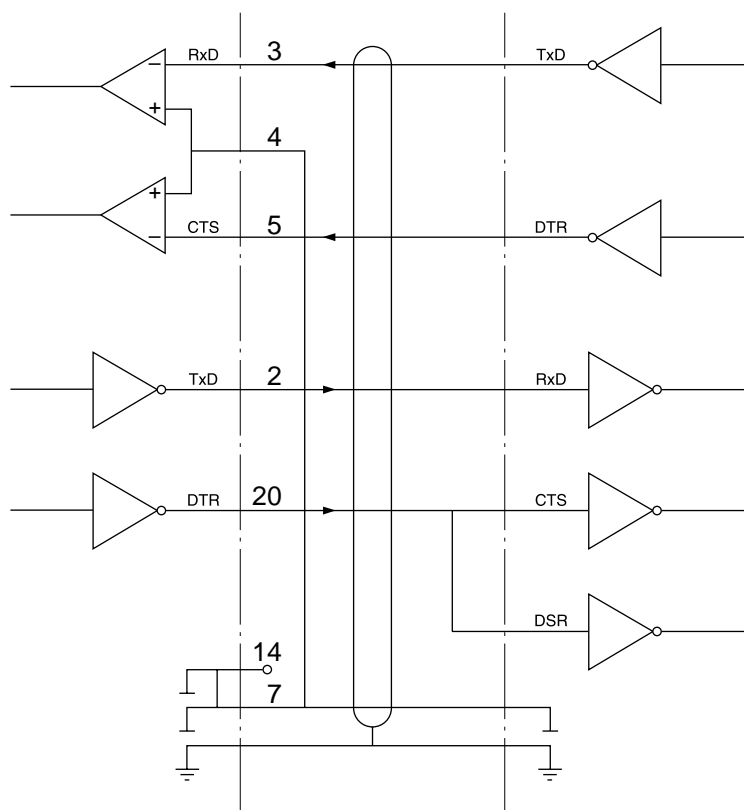 RxD 3 TxD
−
+
4
+
−
CTS 5 DTR
TxD 2 RxD
DTR 20 CTS
DSR
14
7